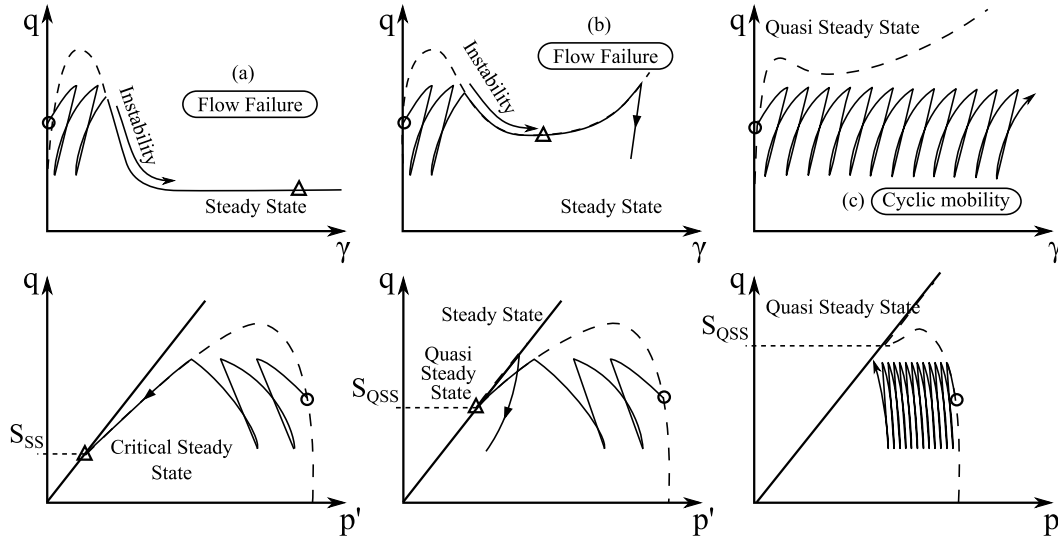 q
(a)
Flow Failure
Instability
Steady State
γ
q
(b)
Flow Failure
Instability
Steady State
γ
q
Quasi Steady State
(c) Cyclic mobility
γ
q
S_SS
Critical Steady
State
p'
q
Steady State
Quasi
Steady
State
S_QSS
p'
q
Quasi Steady State
S_QSS
p'